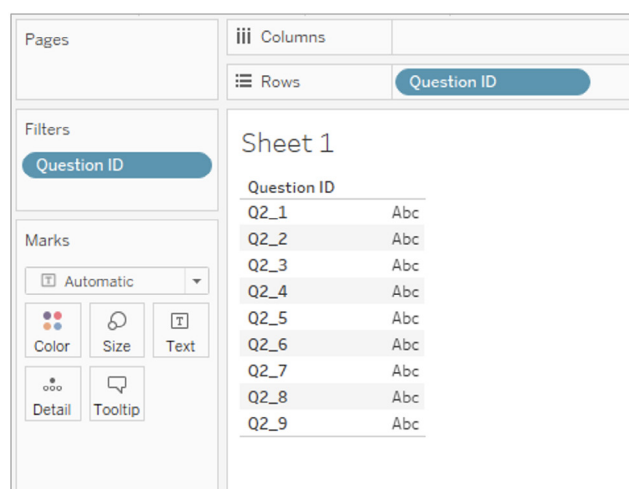 Pages
Columns
Rows
Question ID
Filters
Question ID
Marks
Automatic
Color
Size
Text
Detail
Tooltip
Sheet 1
Question ID
Q2_1 Abc
Q2_2 Abc
Q2_3 Abc
Q2_4 Abc
Q2_5 Abc
Q2_6 Abc
Q2_7 Abc
Q2_8 Abc
Q2_9 Abc